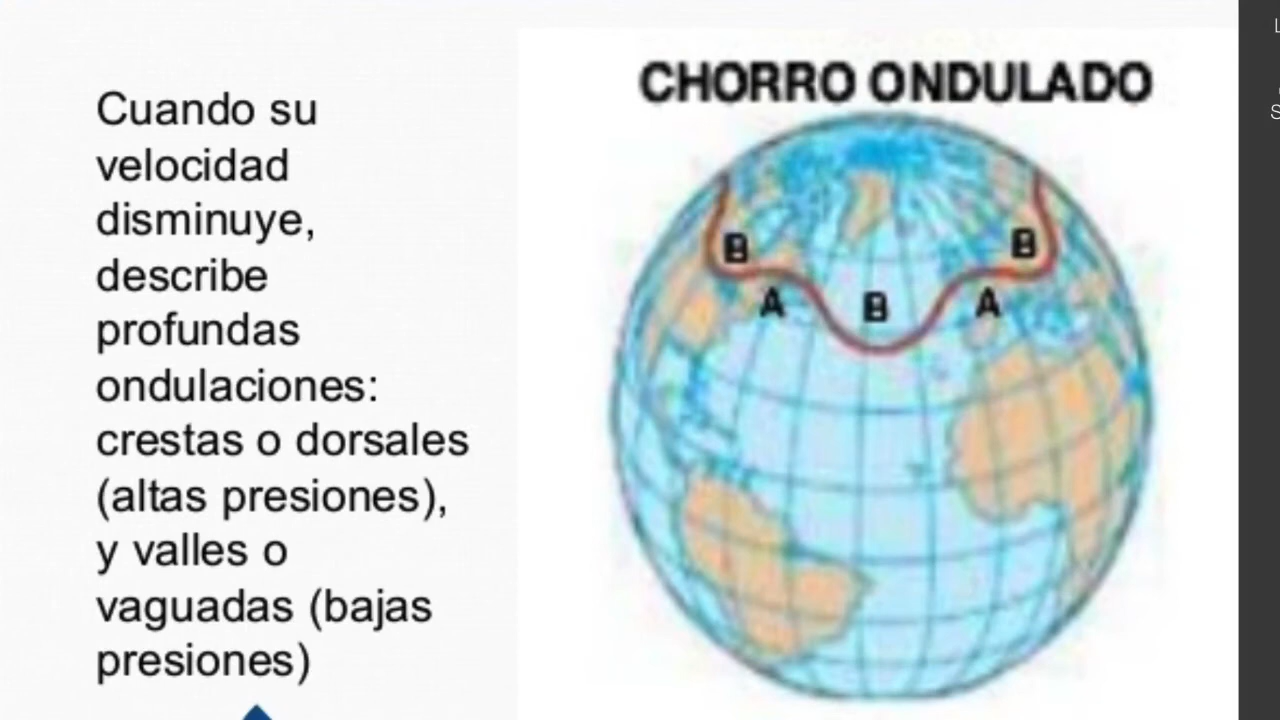 Cuando su
velocidad
disminuye,
describe
profundas
ondulaciones:
crestas o dorsales
(altas presiones),
y valles o
vaguadas (bajas
presiones)
CHORRO ONDULADO
B
B
A
B
A